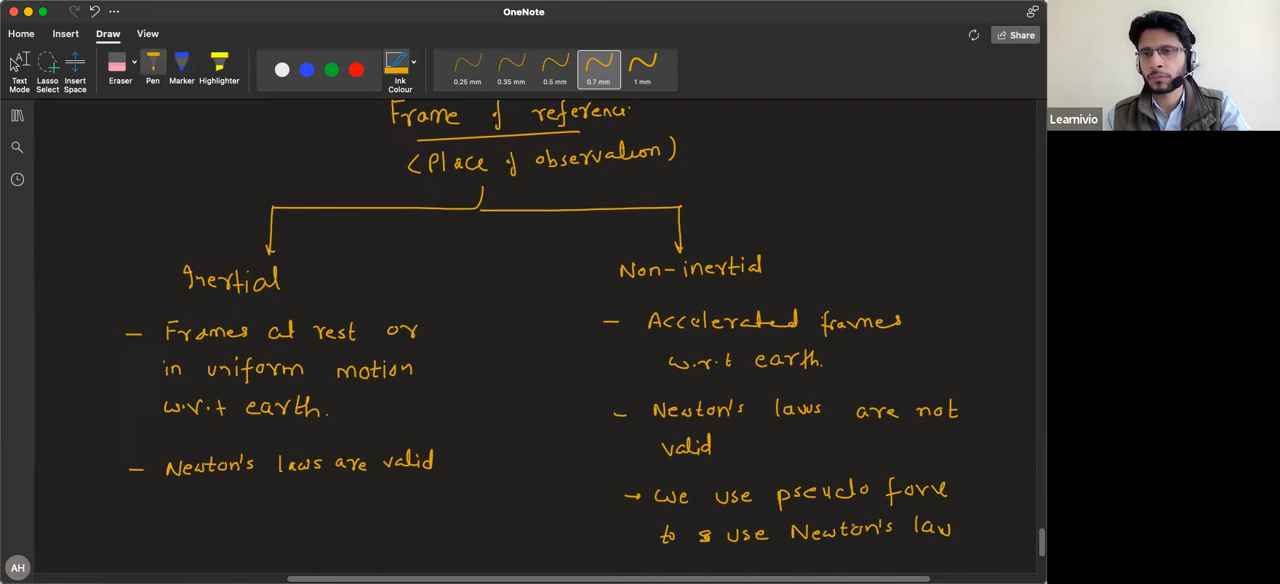 OneNote
Home Insert Draw View
Share
Text Mode
Lasso Select
Insert Space
Eraser
Pen
Marker
Highlighter
Ink Colour
0.25 mm
0.35 mm
0.5 mm
0.7 mm
1 mm
Learnivio
Frame of reference
(Place of observation)
Inertial
- Frames at rest or
in uniform motion
w.r.t earth.
- Newton's laws are valid
Non-inertial
- Accelerated frames
w.r.t earth.
- Newton's laws are not
valid
→ we use pseudo force
to s use Newton's law
AH